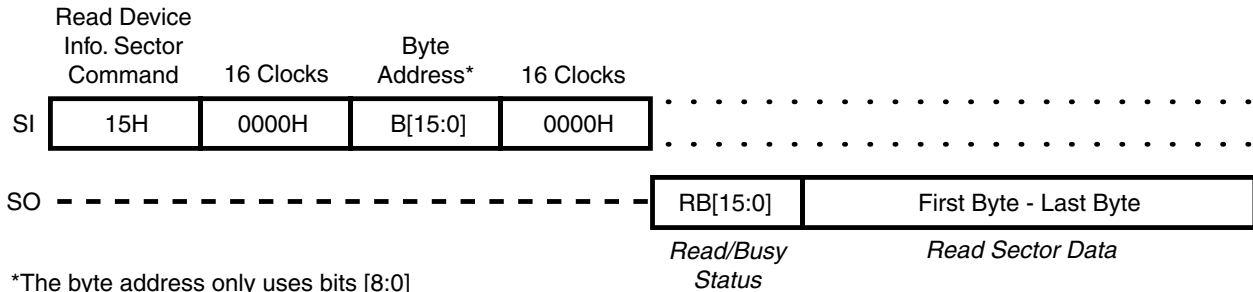 Read Device
Info. Sector
Command
16 Clocks
Byte
Address*
16 Clocks
SI
15H
0000H
B[15:0]
0000H
SO
RB[15:0]
First Byte - Last Byte
Read/Busy
Status
Read Sector Data
*The byte address only uses bits [8:0]